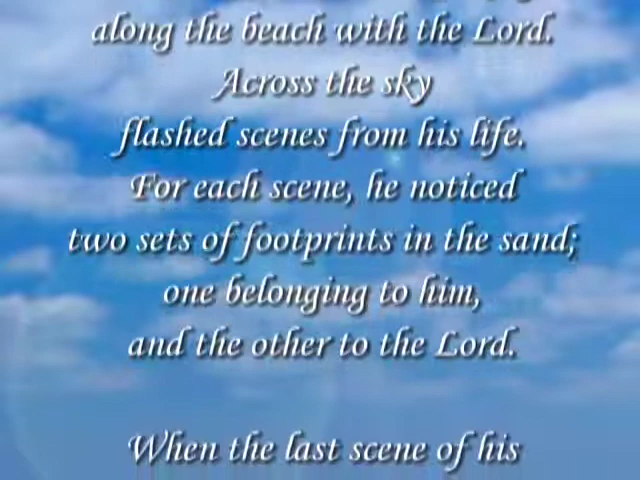 along the beach with the Lord.
Across the sky
flashed scenes from his life.
For each scene, he noticed
two sets of footprints in the sand;
one belonging to him,
and the other to the Lord.
When the last scene of his